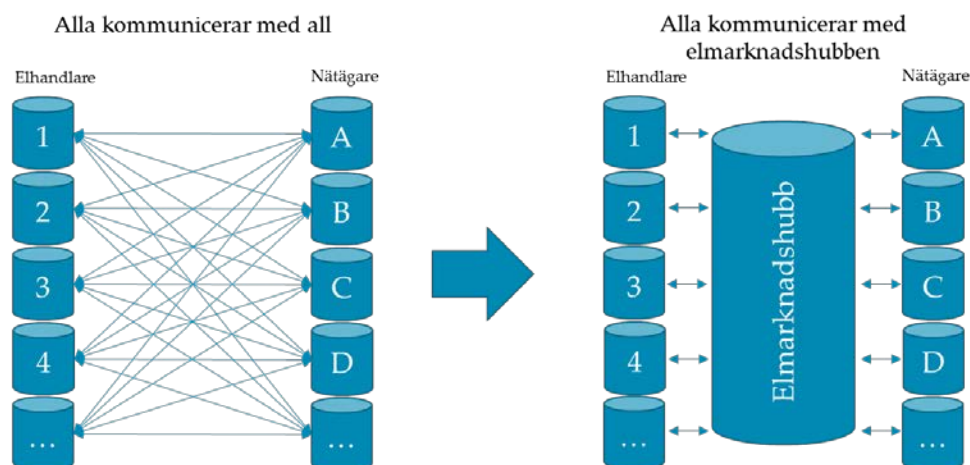 Alla kommunicerar med all
Elhandlare
Nätägare
1
A
2
B
3
C
4
D
...
...
Alla kommunicerar med
elmarknadshubben
Elhandlare
Nätägare
1
A
2
B
3
C
4
D
...
...
Elmarknadshubb